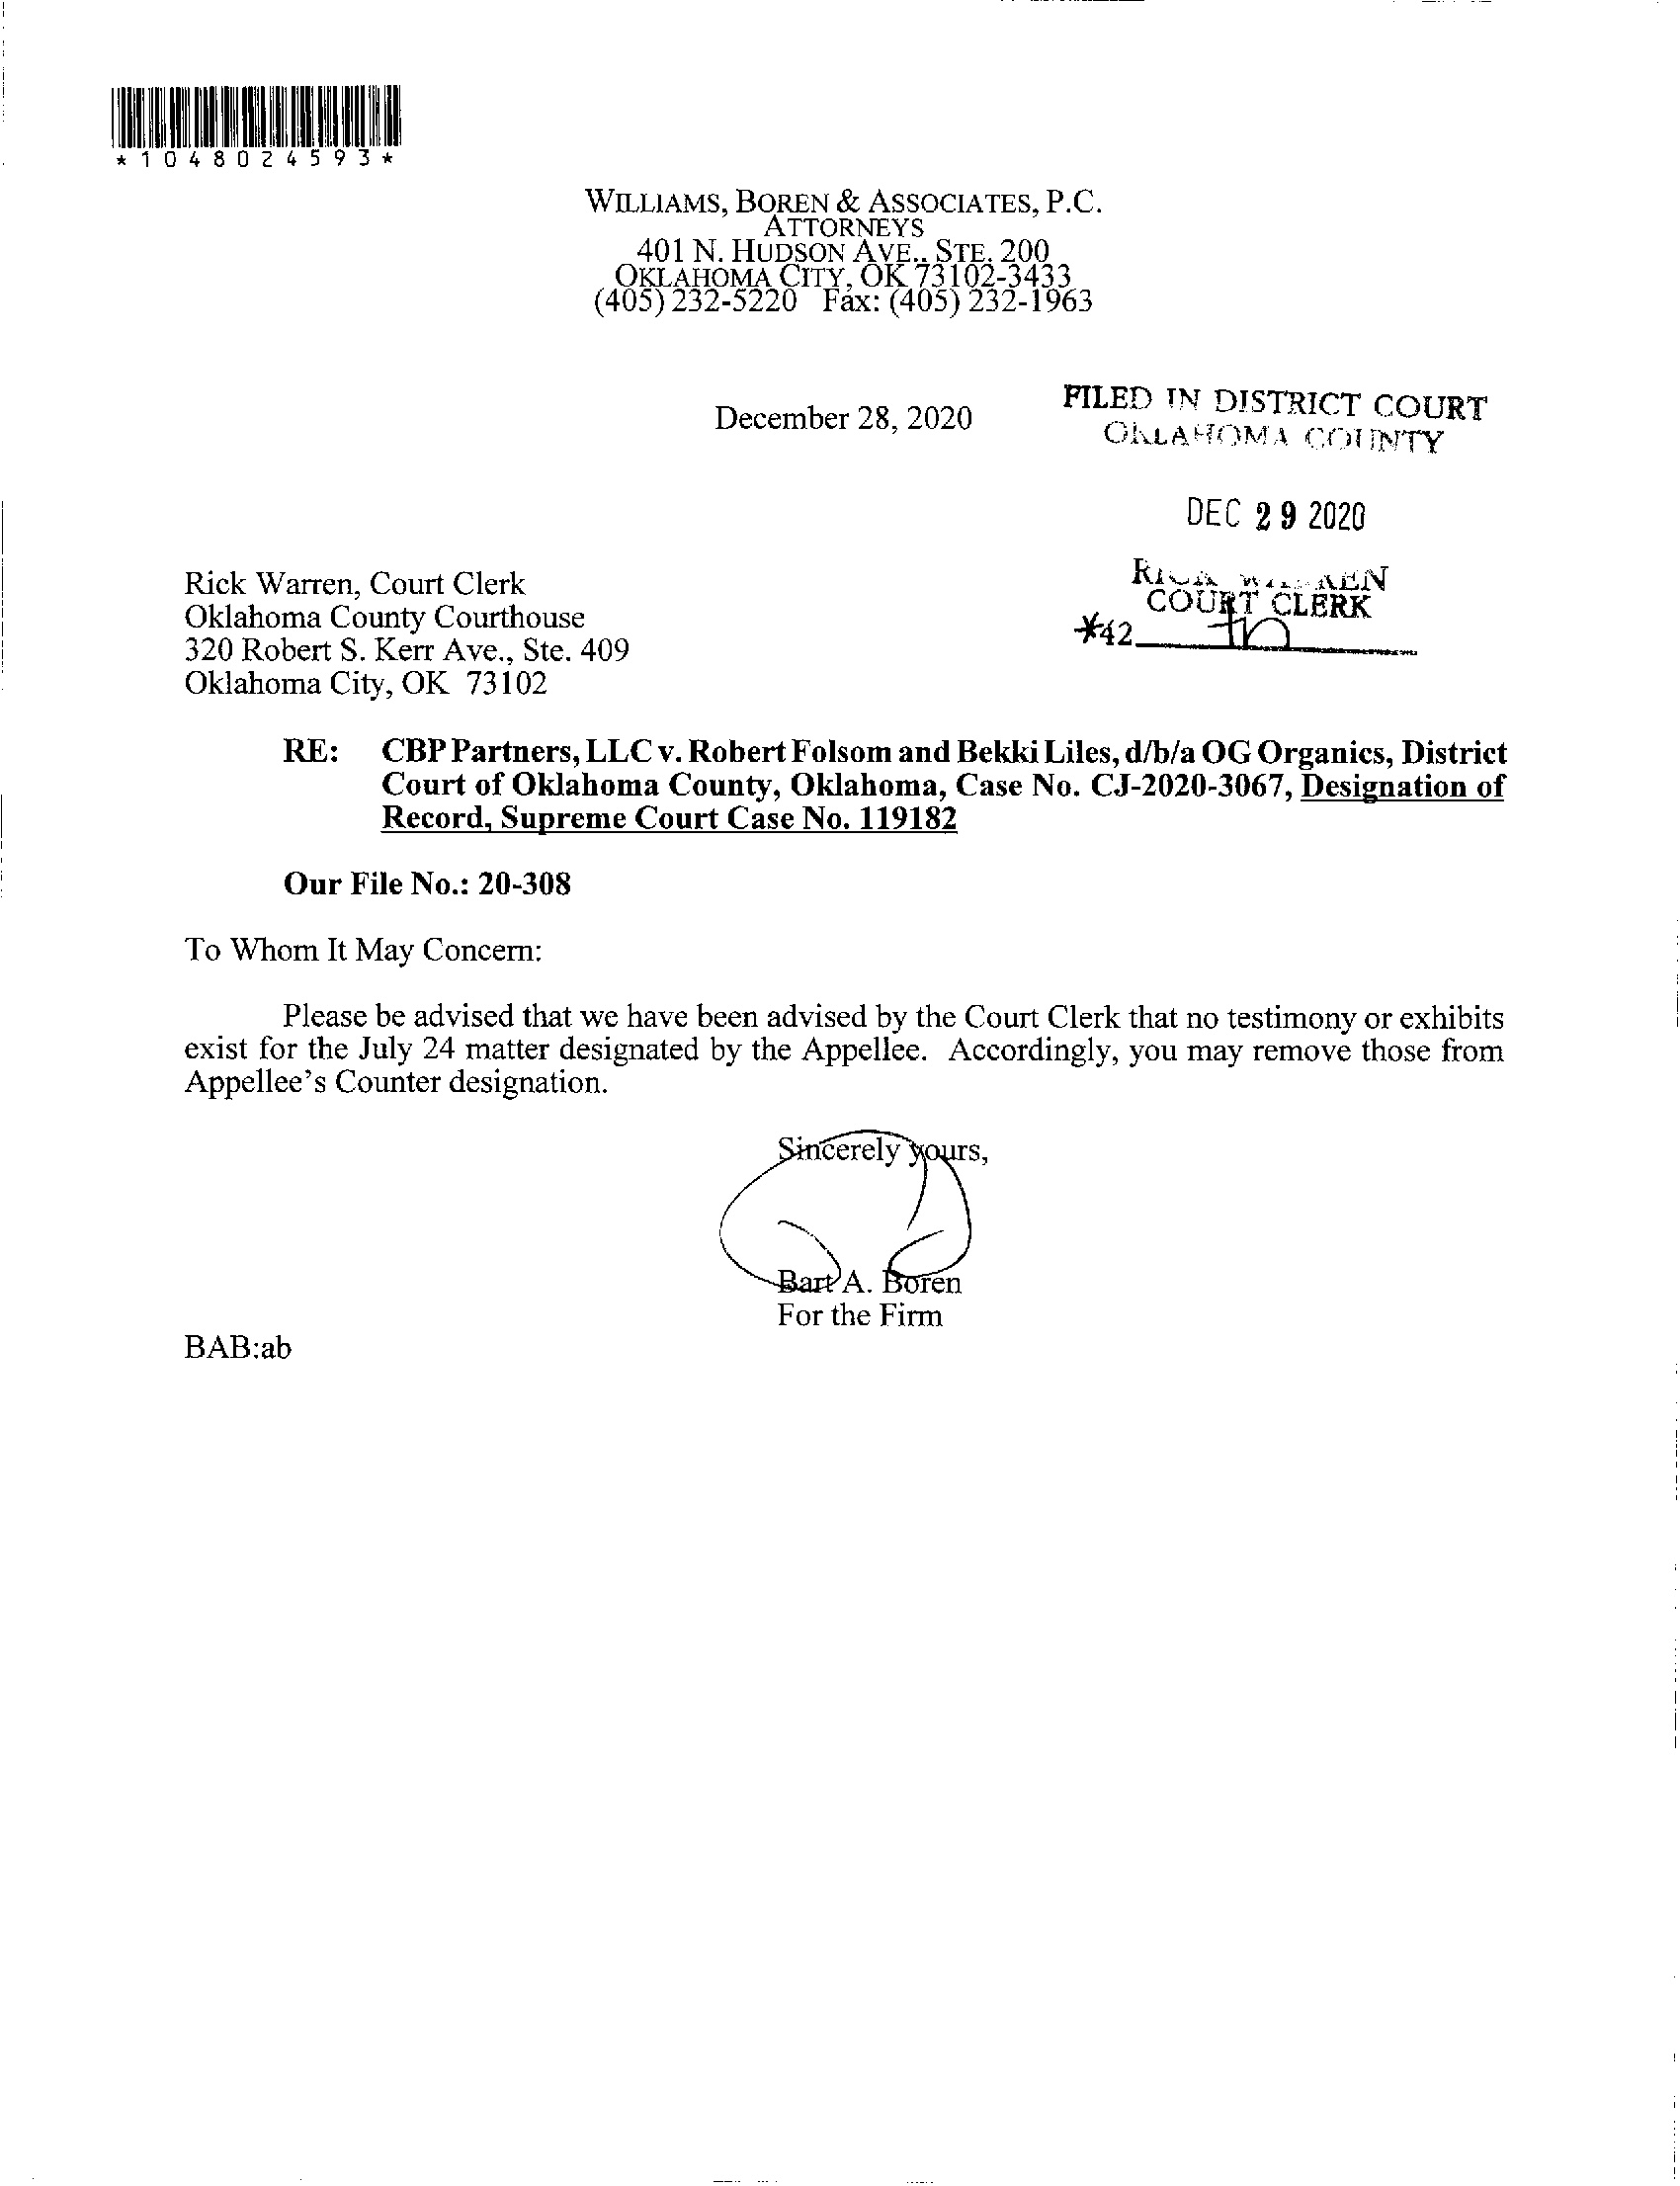 *1048024593*
WILLIAMS, BOREN & ASSOCIATES, P.C.
ATTORNEYS
401 N. HUDSON AVE., STE. 200
OKLAHOMA CITY, OK 73102-3433
(405) 232-5220 Fax: (405) 232-1963
December 28, 2020
FILED IN DISTRICT COURT
OKLAHOMA COUNTY
DEC 29 2020
RICK WARREN
COURT CLERK
*42
Rick Warren, Court Clerk
Oklahoma County Courthouse
320 Robert S. Kerr Ave., Ste. 409
Oklahoma City, OK 73102
RE: CBP Partners, LLC v. Robert Folsom and Bekki Liles, d/b/a OG Organics, District
Court of Oklahoma County, Oklahoma, Case No. CJ-2020-3067, Designation of
Record, Supreme Court Case No. 119182
Our File No.: 20-308
To Whom It May Concern:
Please be advised that we have been advised by the Court Clerk that no testimony or exhibits
exist for the July 24 matter designated by the Appellee. Accordingly, you may remove those from
Appellee's Counter designation.
Sincerely yours,
Bart A. Boren
For the Firm
BAB:ab